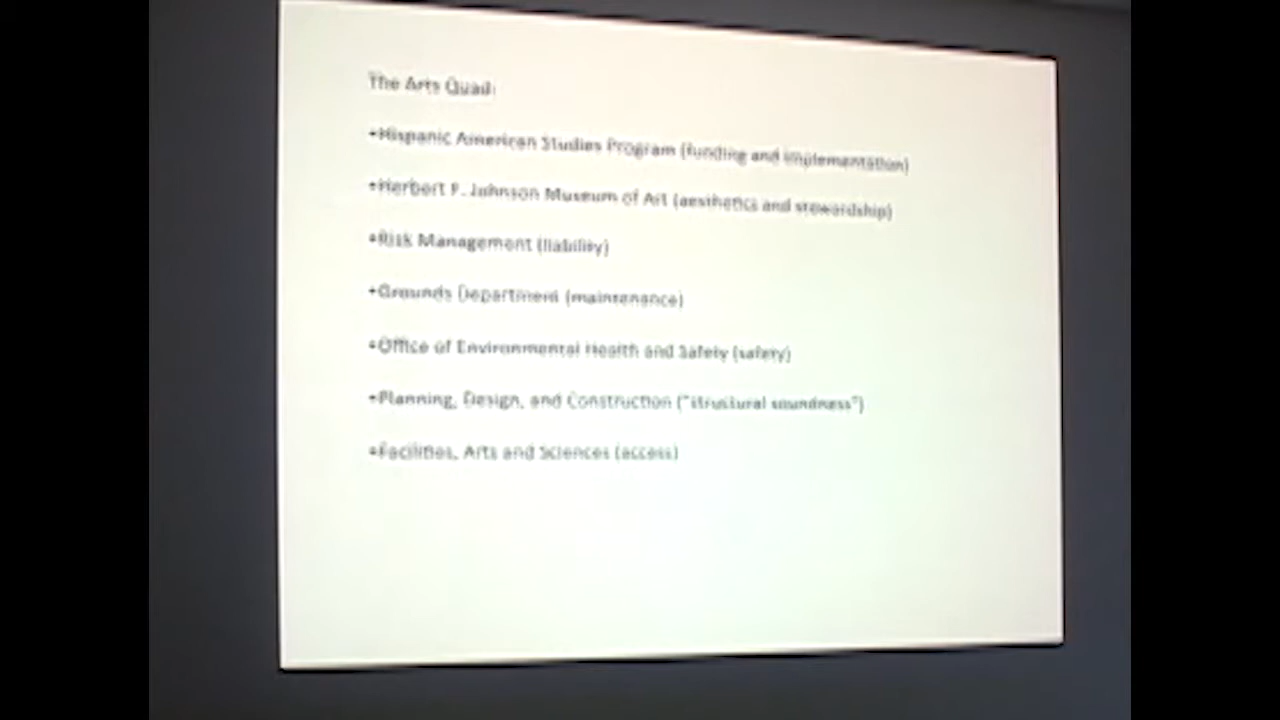 The Arts Quad:
•Hispanic American Studies Program (funding and implementation)
•Herbert F. Johnson Museum of Art (aesthetics and stewardship)
•Risk Management (liability)
•Grounds Department (maintenance)
•Office of Environmental Health and Safety (safety)
•Planning, Design, and Construction ("structural soundness")
•Facilities, Arts and Sciences (access)